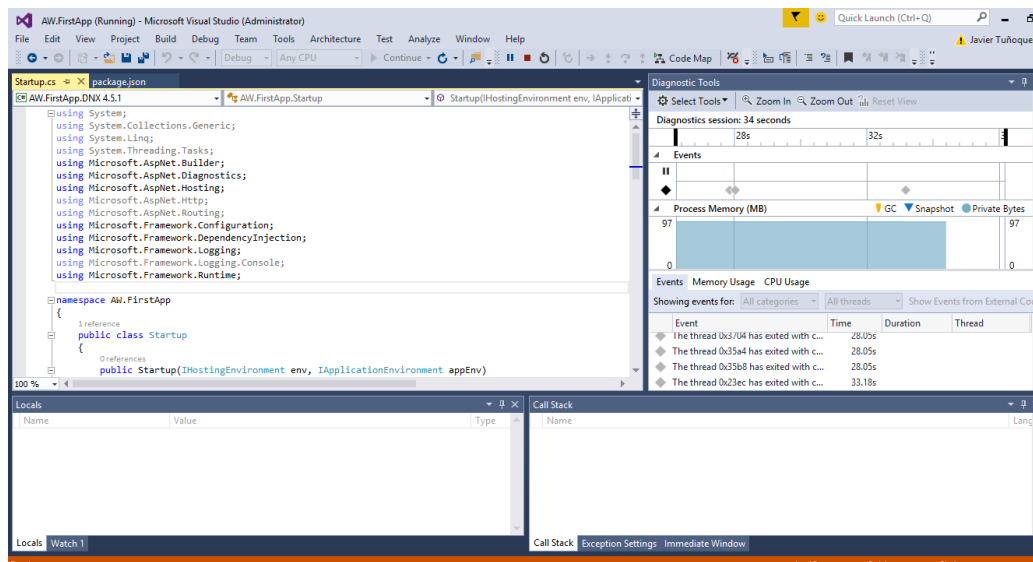 AW.FirstApp (Running) - Microsoft Visual Studio (Administrator)
Quick Launch (Ctrl+Q)
File Edit View Project Build Debug Team Tools Architecture Test Analyze Window Help
Javier Tuñoque
Debug Any CPU Continue Code Map
Startup.cs package.json
AW.FirstApp.DNX 4.5.1 AW.FirstApp.Startup Startup(IHostingEnvironment env, IApplicati
using System;
using System.Collections.Generic;
using System.Linq;
using System.Threading.Tasks;
using Microsoft.AspNet.Builder;
using Microsoft.AspNet.Diagnostics;
using Microsoft.AspNet.Hosting;
using Microsoft.AspNet.Http;
using Microsoft.AspNet.Routing;
using Microsoft.Framework.Configuration;
using Microsoft.Framework.DependencyInjection;
using Microsoft.Framework.Logging;
using Microsoft.Framework.Logging.Console;
using Microsoft.Framework.Runtime;
namespace AW.FirstApp
{
1 reference
public class Startup
{
0 references
public Startup(IHostingEnvironment env, IApplicationEnvironment appEnv)
100 %
Diagnostic Tools
Select Tools Zoom In Zoom Out Reset View
Diagnostics session: 34 seconds
28s 32s
Events
Process Memory (MB) GC Snapshot Private Bytes
97 97
0 0
Events Memory Usage CPU Usage
Showing events for: All categories All threads Show Events from External Co
Event Time Duration Thread
The thread 0x3704 has exited with c... 28.05s
The thread 0x35a4 has exited with c... 28.05s
The thread 0x35b8 has exited with c... 28.05s
The thread 0x23ec has exited with c... 33.18s
Locals
Name Value Type
Locals Watch 1
Call Stack
Name Lang
Call Stack Exception Settings Immediate Window